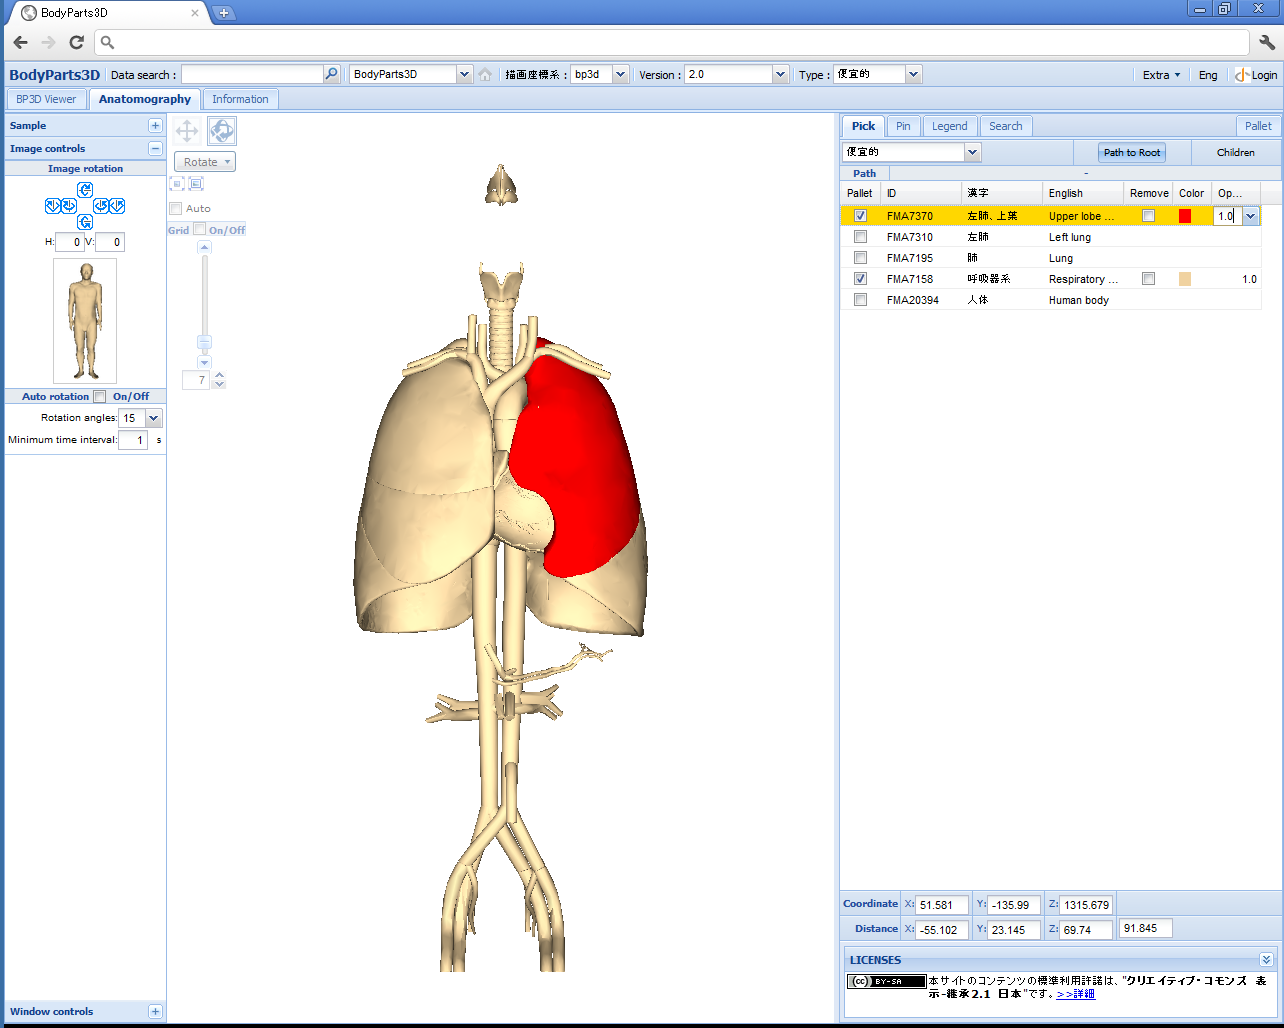 BodyParts3D
BodyParts3D Data search : BodyParts3D 描画座標系 : bp3d Version : 2.0 Type : 便宜的 Extra Eng Login
BP3D Viewer Anatomography Information
Sample
Image controls
Image rotation
H: 0 V: 0
Auto rotation On/Off
Rotation angles: 15
Minimum time interval: 1 s
Window controls
Rotate
Auto
Grid On/Off
7
Pick Pin Legend Search Pallet
便宜的 Path to Root Children
Path -
Pallet ID 漢字 English Remove Color Op...
FMA7370 左肺、上葉 Upper lobe ... 1.0
FMA7310 左肺 Left lung
FMA7195 肺 Lung
FMA7158 呼吸器系 Respiratory ... 1.0
FMA20394 人体 Human body
Coordinate X: 51.581 Y: -135.99 Z: 1315.679
Distance X: -55.102 Y: 23.145 Z: 69.74 91.845
LICENSES
(cc) BY-SA 本サイトのコンテンツの標準利用許諾は、"クリエイティブ・コモンズ 表
示-継承2.1 日本"です。>>詳細